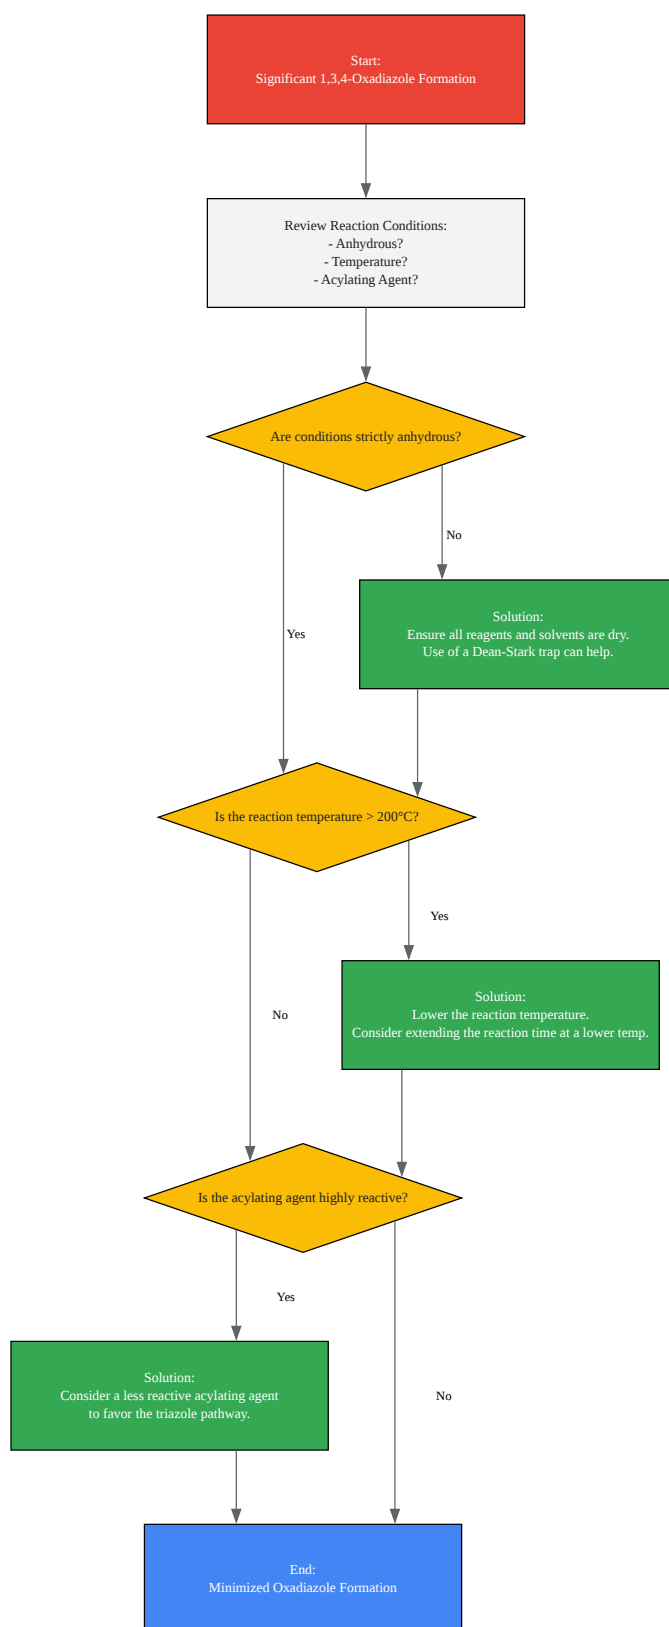 Start:
Significant 1,3,4-Oxadiazole Formation
Review Reaction Conditions:
- Anhydrous?
- Temperature?
- Acylating Agent?
Are conditions strictly anhydrous?
No
Solution:
Ensure all reagents and solvents are dry.
Use of a Dean-Stark trap can help.
Yes
Is the reaction temperature > 200°C?
Yes
Solution:
Lower the reaction temperature.
Consider extending the reaction time at a lower temp.
No
Is the acylating agent highly reactive?
Yes
Solution:
Consider a less reactive acylating agent
to favor the triazole pathway.
No
End:
Minimized Oxadiazole Formation